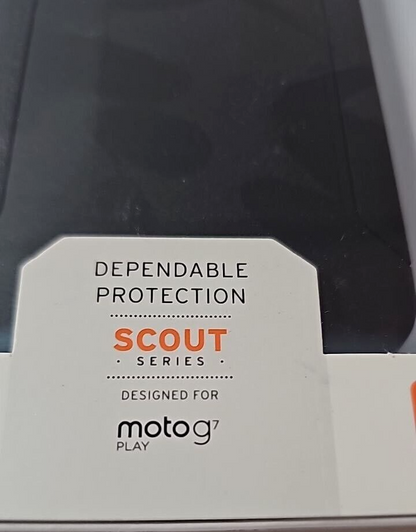 DEPENDABLE
PROTECTION
SCOUT
· SERIES ·
DESIGNED FOR
moto g⁷
PLAY